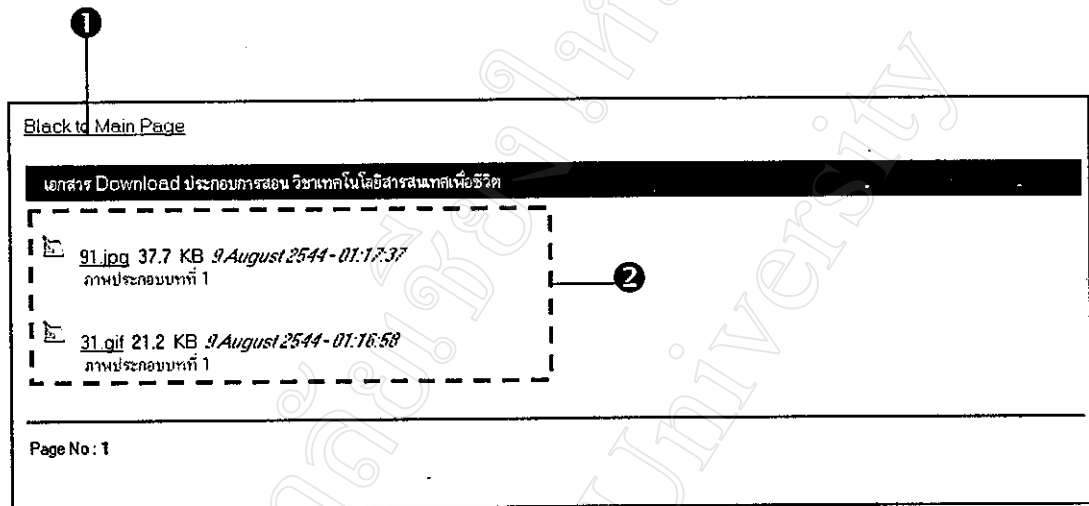 1
Black to Main Page
เอกสาร Download ประกอบการสอน วิชาเทคโนโลยีสารสนเทศเพื่อชีวิต
91.jpg 37.7 KB 9 August 2544 - 01:17:37
ภาพประกอบบทที่ 1
2
31.gif 21.2 KB 9 August 2544 - 01:16:58
ภาพประกอบบทที่ 1
Page No : 1
University